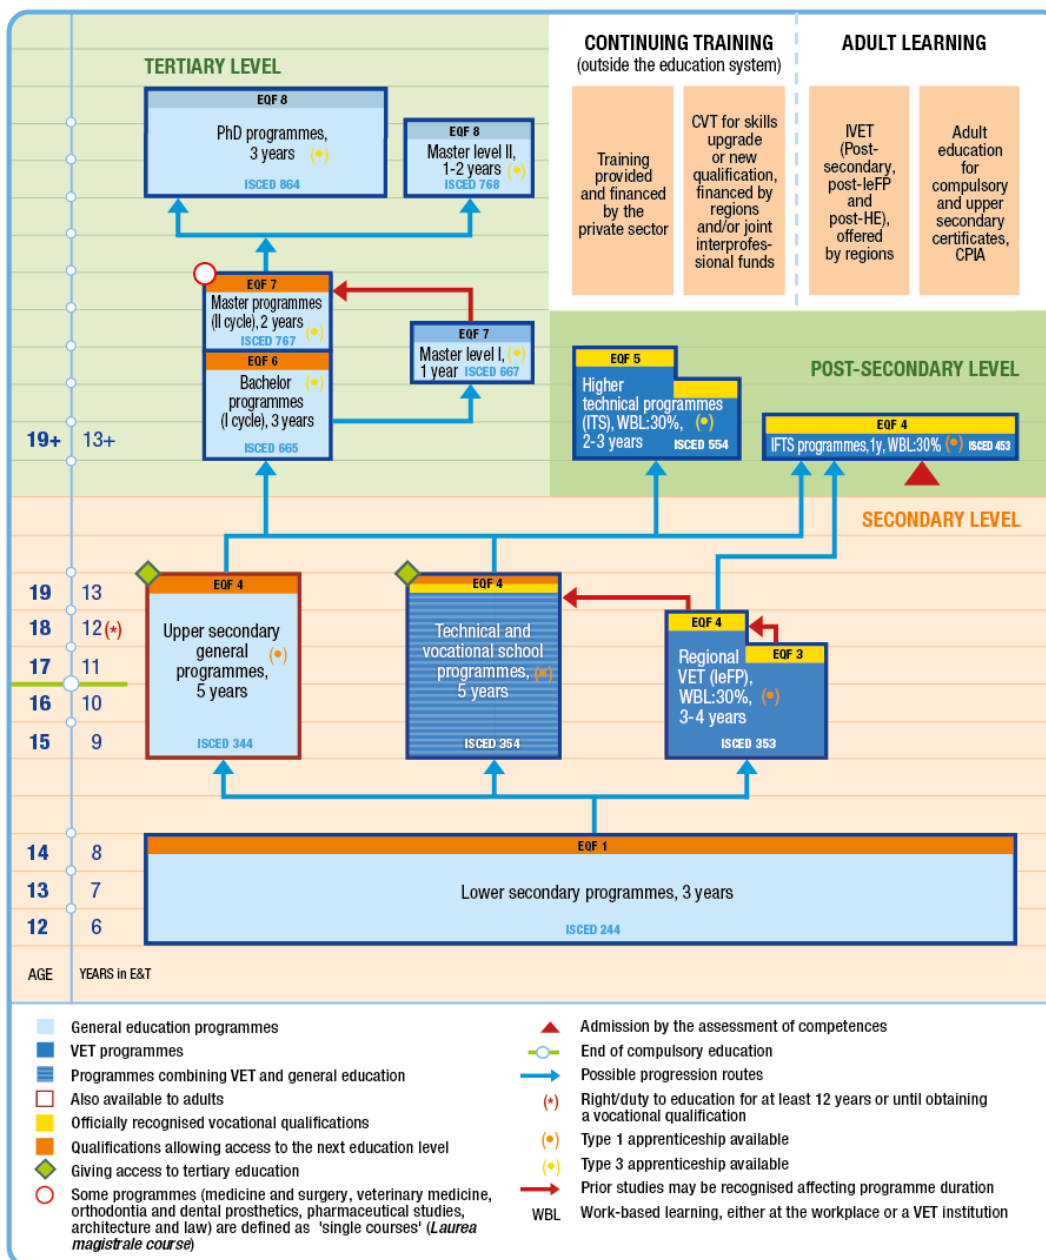 CONTINUING TRAINING
(outside the education system)
ADULT LEARNING
TERTIARY LEVEL
EQF 8
PhD programmes,
3 years (•)
ISCED 864
EQF 8
Master level II,
1-2 years (•)
ISCED 768
Training
provided
and financed
by the
private sector
CVT for skills
upgrade
or new
qualification,
financed by
regions
and/or joint
interprofes-
sional funds
IVET
(Post-
secondary,
post-IeFP
and
post-HE),
offered
by regions
Adult
education
for
compulsory
and upper
secondary
certificates,
CPIA
EQF 7
Master programmes
(II cycle), 2 years (•)
ISCED 767
EQF 6
Bachelor (•)
programmes
(I cycle), 3 years
ISCED 665
EQF 7
Master level I, (•)
1 year ISCED 667
POST-SECONDARY LEVEL
EQF 5
Higher
technical programmes
(ITS), WBL:30%, (•)
2-3 years ISCED 554
EQF 4
IFTS programmes,1y, WBL:30% (•) ISCED 453
19+ 13+
SECONDARY LEVEL
EQF 4
Upper secondary
general
programmes, (•)
5 years
ISCED 344
EQF 4
Technical and
vocational school
programmes, (•)
5 years
ISCED 354
EQF 4
EQF 3
Regional
VET (IeFP),
WBL:30%, (•)
3-4 years
ISCED 353
19 13
18 12(*)
17 11
16 10
15 9
EQF 1
Lower secondary programmes, 3 years
ISCED 244
14 8
13 7
12 6
AGE YEARS in E&T
General education programmes
VET programmes
Programmes combining VET and general education
Also available to adults
Officially recognised vocational qualifications
Qualifications allowing access to the next education level
Giving access to tertiary education
Some programmes (medicine and surgery, veterinary medicine,
orthodontia and dental prosthetics, pharmaceutical studies,
architecture and law) are defined as 'single courses' (Laurea
magistrale course)
Admission by the assessment of competences
End of compulsory education
Possible progression routes
(*) Right/duty to education for at least 12 years or until obtaining
a vocational qualification
(•) Type 1 apprenticeship available
(•) Type 3 apprenticeship available
Prior studies may be recognised affecting programme duration
WBL Work-based learning, either at the workplace or a VET institution